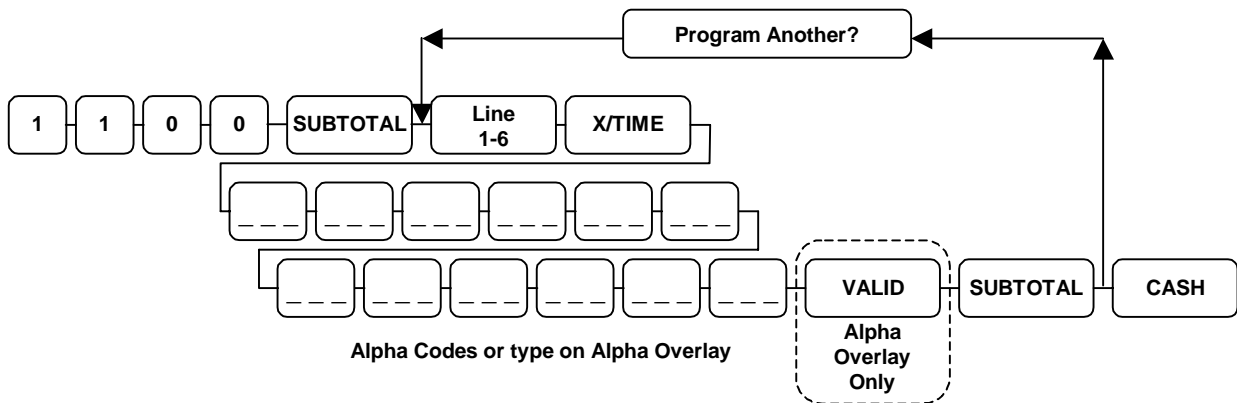 Program Another?
1 1 0 0 SUBTOTAL Line 1-6 X/TIME
_ _ _ _ _ _ _ _ _ _ _ _ _ _ _ _ _ _
_ _ _ _ _ _ _ _ _ _ _ _ _ _ _ _ _ _ VALID SUBTOTAL CASH
Alpha Codes or type on Alpha Overlay
Alpha
Overlay
Only